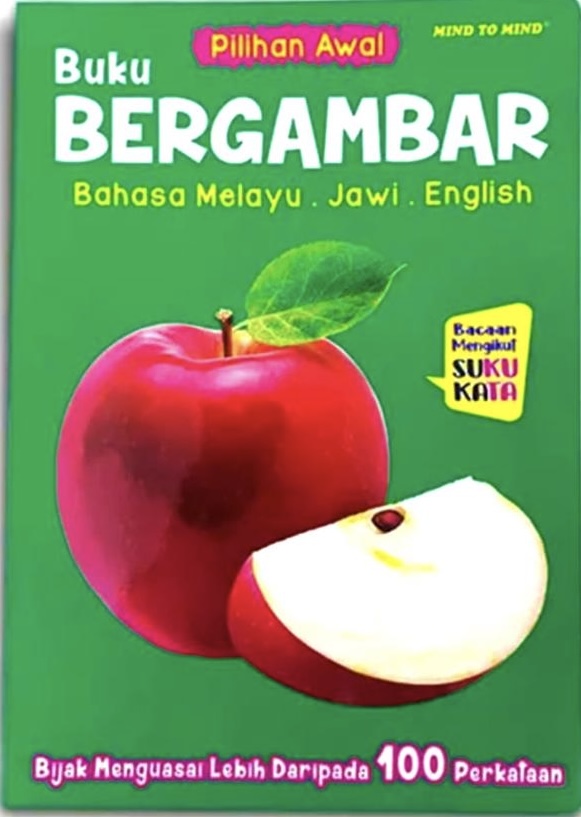 Pilihan Awal
MIND TO MIND®
Buku
BERGAMBAR
Bahasa Melayu . Jawi . English
Bacaan
Mengikut
SUKU
KATA
Bijak Menguasai Lebih Daripada 100 Perkataan